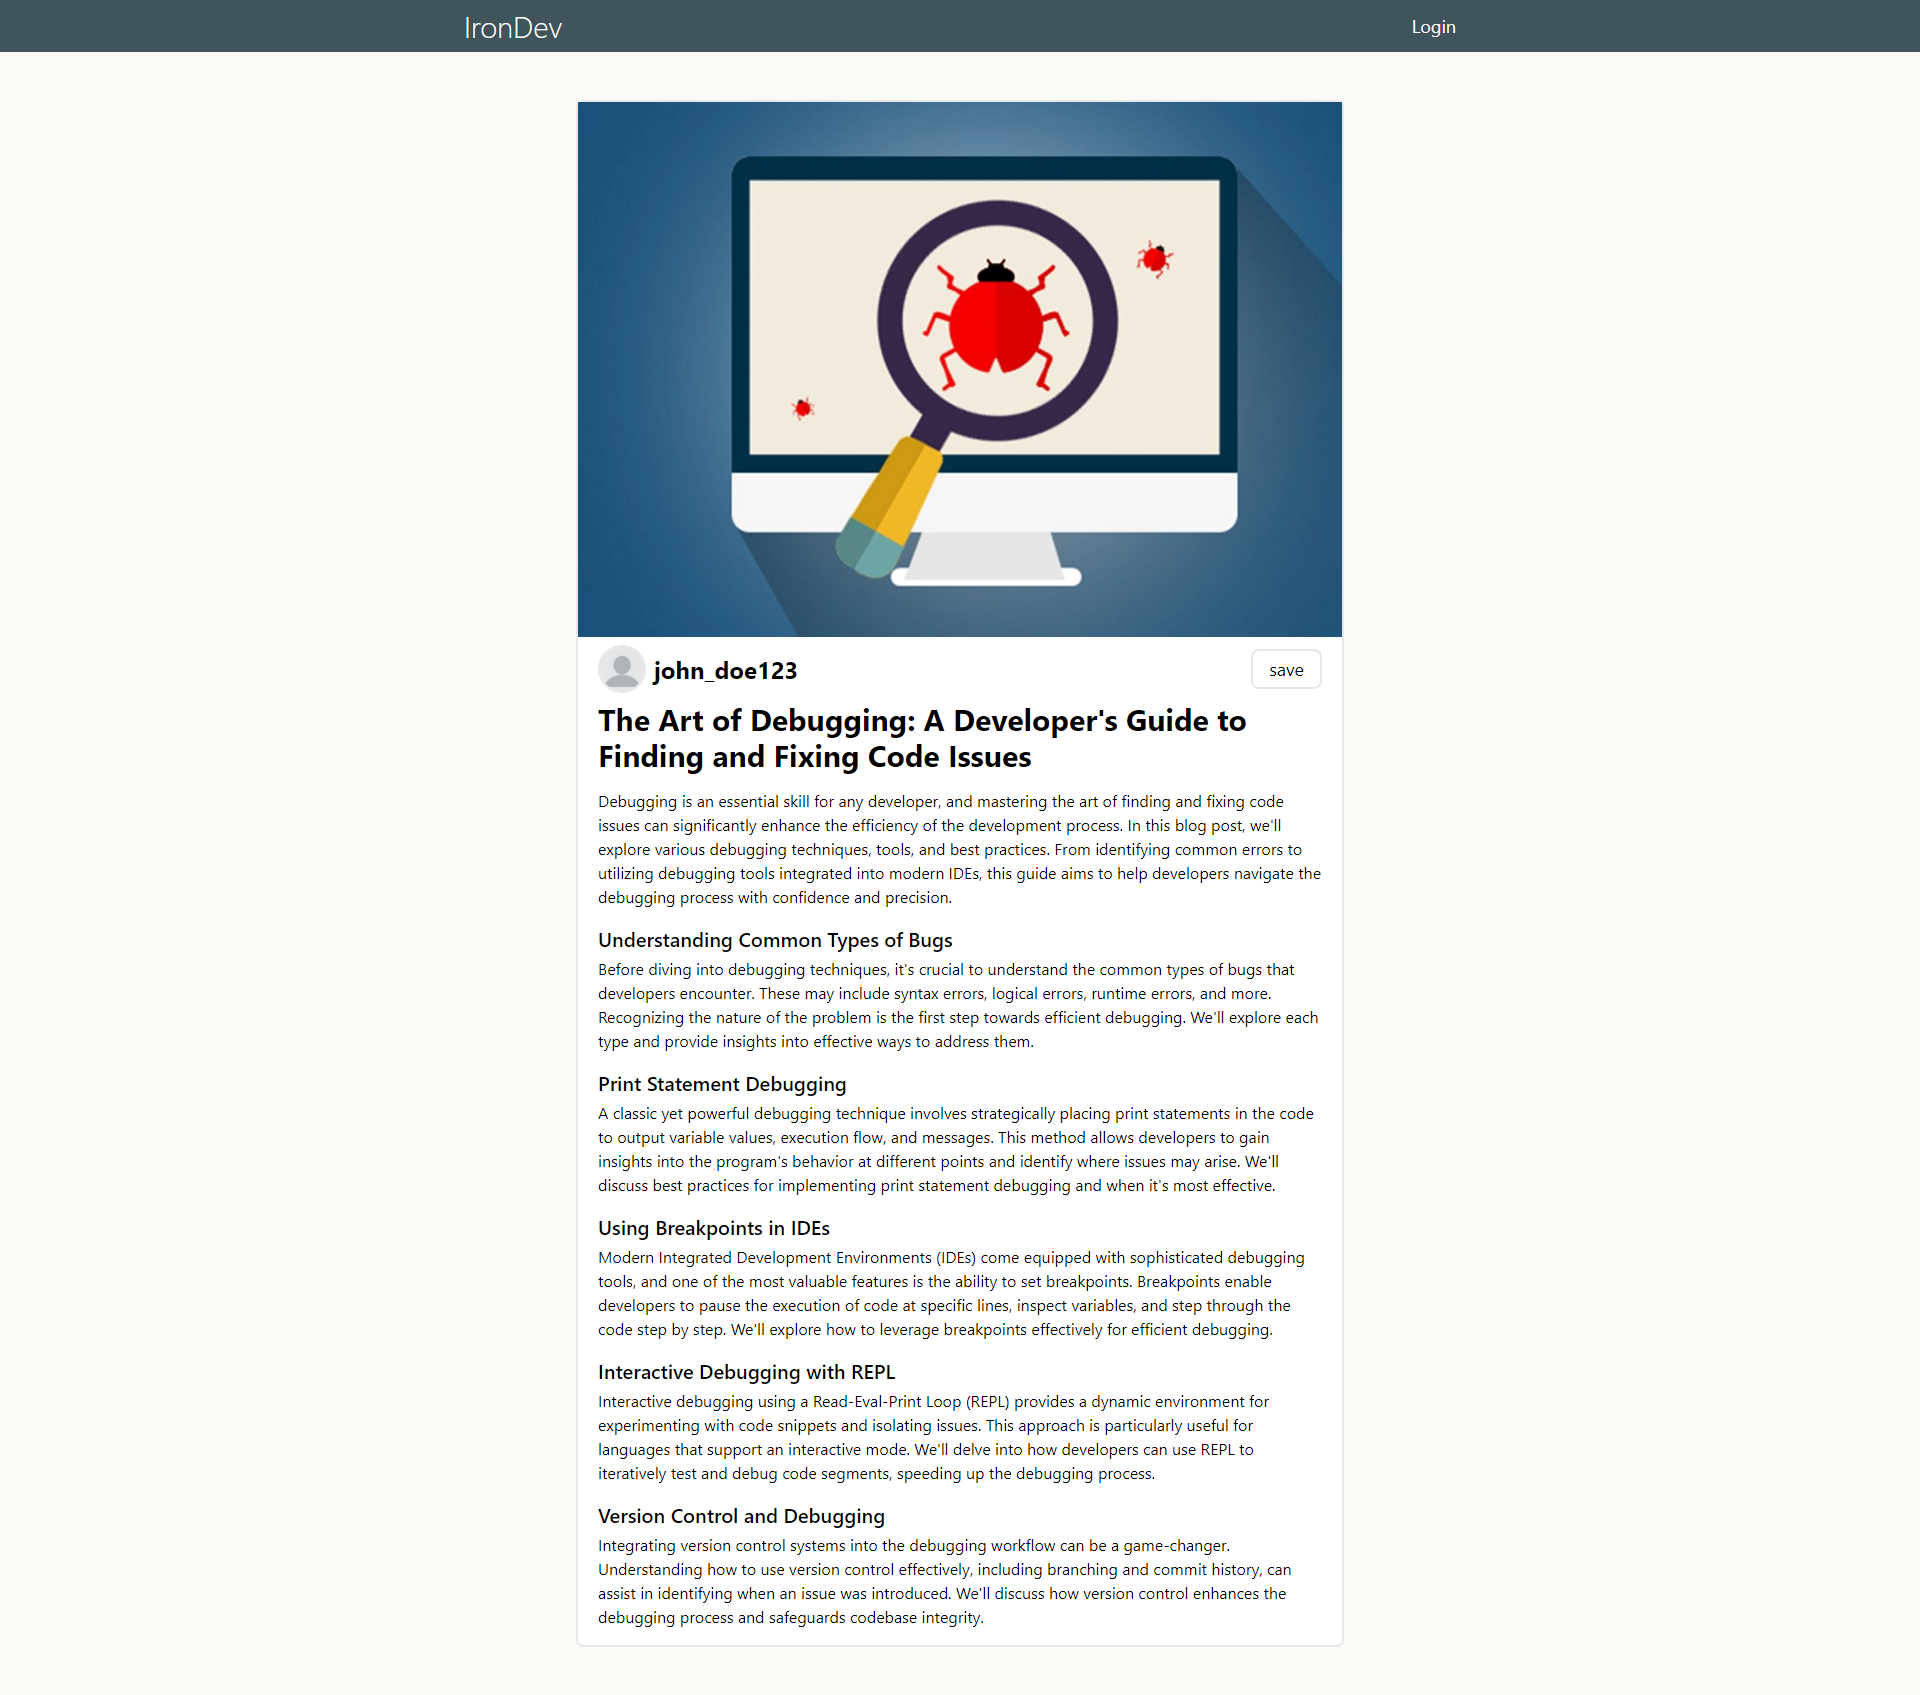 IronDev
Login
john_doe123
save
The Art of Debugging: A Developer's Guide to
Finding and Fixing Code Issues
Debugging is an essential skill for any developer, and mastering the art of finding and fixing code
issues can significantly enhance the efficiency of the development process. In this blog post, we'll
explore various debugging techniques, tools, and best practices. From identifying common errors to
utilizing debugging tools integrated into modern IDEs, this guide aims to help developers navigate the
debugging process with confidence and precision.
Understanding Common Types of Bugs
Before diving into debugging techniques, it's crucial to understand the common types of bugs that
developers encounter. These may include syntax errors, logical errors, runtime errors, and more.
Recognizing the nature of the problem is the first step towards efficient debugging. We'll explore each
type and provide insights into effective ways to address them.
Print Statement Debugging
A classic yet powerful debugging technique involves strategically placing print statements in the code
to output variable values, execution flow, and messages. This method allows developers to gain
insights into the program's behavior at different points and identify where issues may arise. We'll
discuss best practices for implementing print statement debugging and when it's most effective.
Using Breakpoints in IDEs
Modern Integrated Development Environments (IDEs) come equipped with sophisticated debugging
tools, and one of the most valuable features is the ability to set breakpoints. Breakpoints enable
developers to pause the execution of code at specific lines, inspect variables, and step through the
code step by step. We'll explore how to leverage breakpoints effectively for efficient debugging.
Interactive Debugging with REPL
Interactive debugging using a Read-Eval-Print Loop (REPL) provides a dynamic environment for
experimenting with code snippets and isolating issues. This approach is particularly useful for
languages that support an interactive mode. We'll delve into how developers can use REPL to
iteratively test and debug code segments, speeding up the debugging process.
Version Control and Debugging
Integrating version control systems into the debugging workflow can be a game-changer.
Understanding how to use version control effectively, including branching and commit history, can
assist in identifying when an issue was introduced. We'll discuss how version control enhances the
debugging process and safeguards codebase integrity.